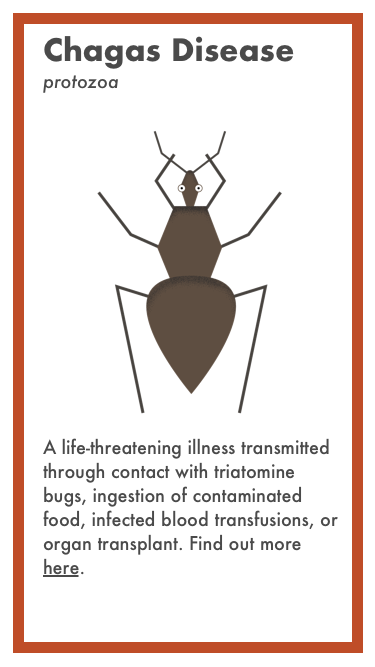 Chagas Disease
protozoa
A life-threatening illness transmitted
through contact with triatomine
bugs, ingestion of contaminated
food, infected blood transfusions, or
organ transplant. Find out more
here.